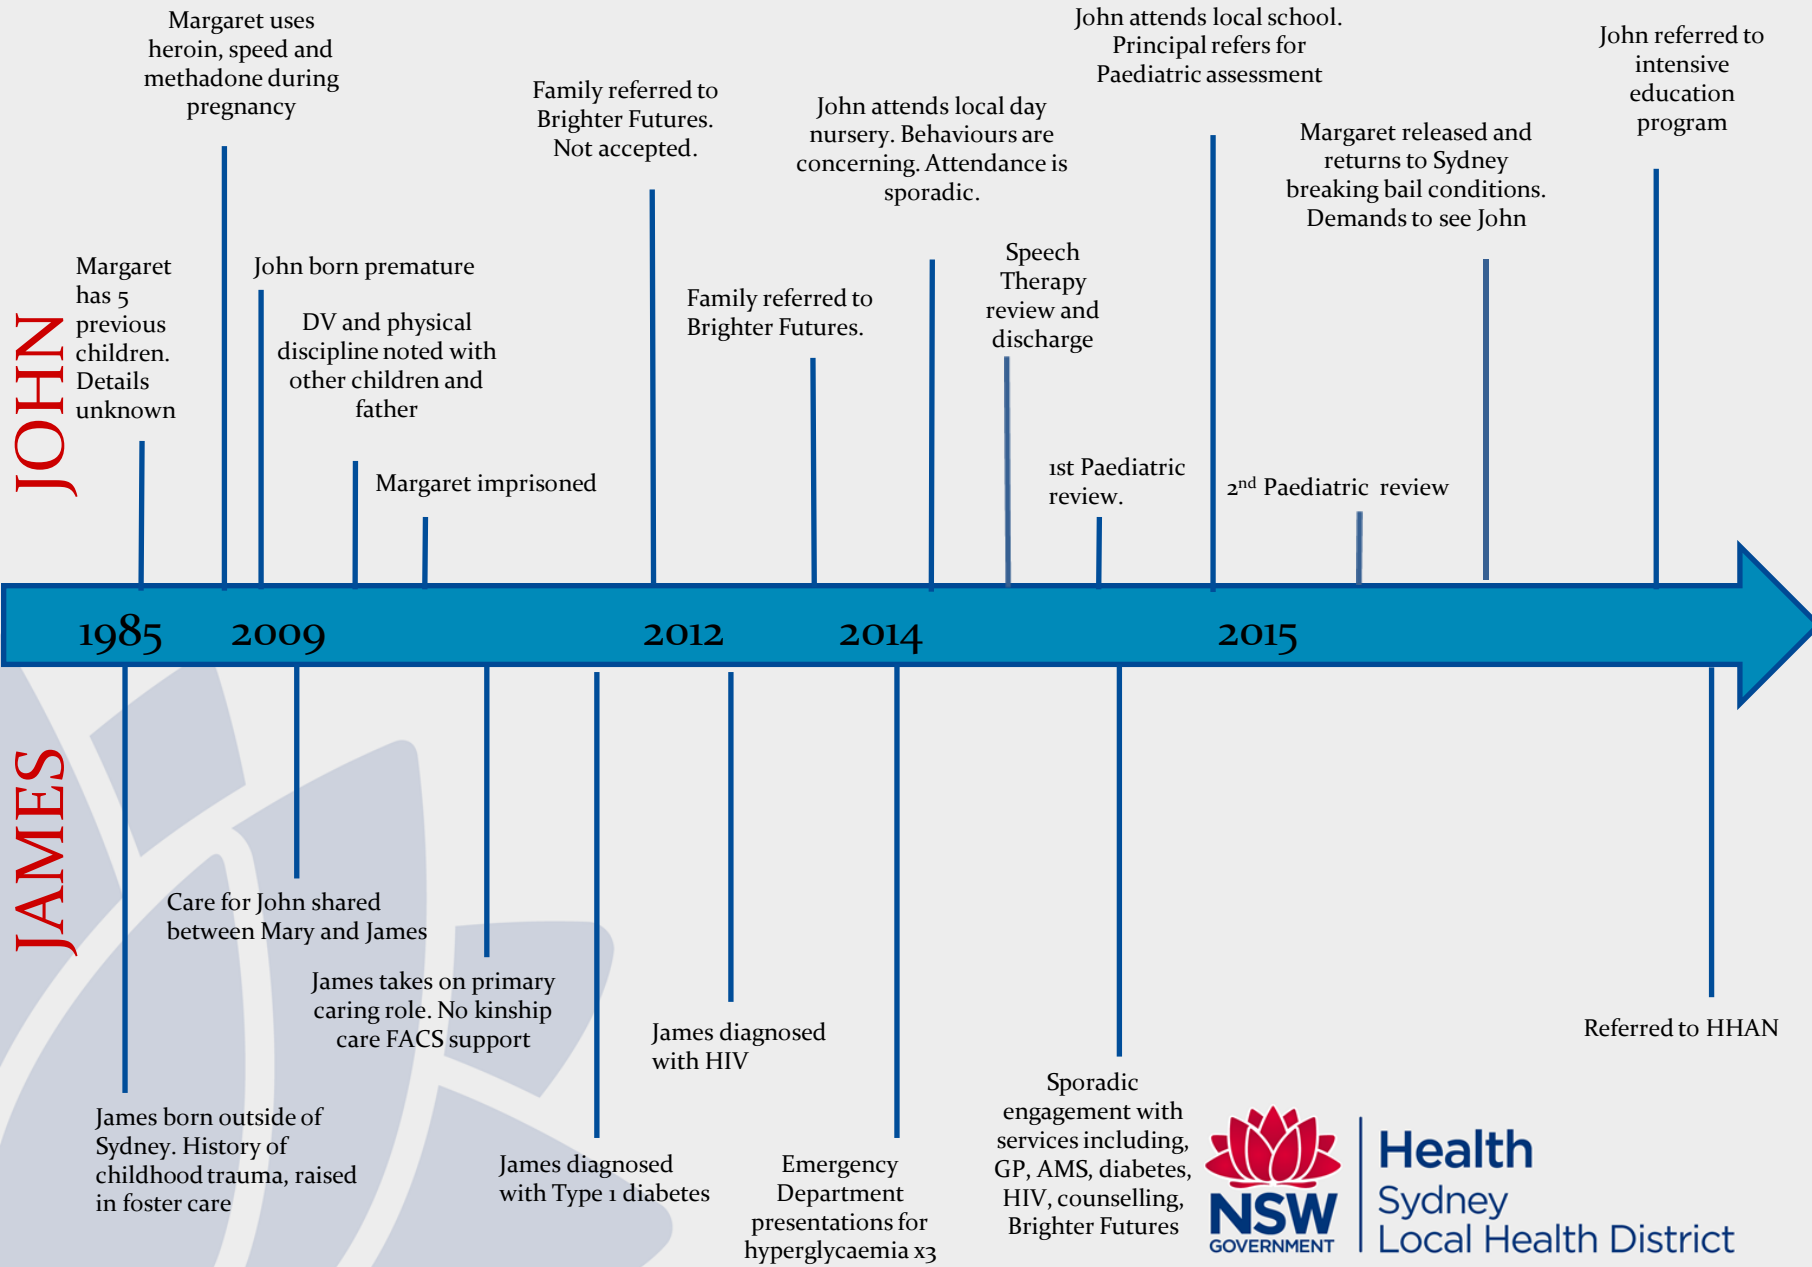 Margaret uses
heroin, speed and
methadone during
pregnancy
Family referred to
Brighter Futures.
Not accepted.
John attends local day
nursery. Behaviours are
concerning. Attendance is
sporadic.
John attends local school.
Principal refers for
Paediatric assessment
Margaret released and
returns to Sydney
breaking bail conditions.
Demands to see John
John referred to
intensive
education
program
JOHN
Margaret
has 5
previous
children.
Details
unknown
John born premature
DV and physical
discipline noted with
other children and
father
Margaret imprisoned
Family referred to
Brighter Futures.
Speech
Therapy
review and
discharge
1st Paediatric
review.
2nd Paediatric review
1985 2009 2012 2014 2015
JAMES
James born outside of
Sydney. History of
childhood trauma, raised
in foster care
Care for John shared
between Mary and James
James takes on primary
caring role. No kinship
care FACS support
James diagnosed
with Type 1 diabetes
James diagnosed
with HIV
Emergency
Department
presentations for
hyperglycaemia x3
Sporadic
engagement with
services including,
GP, AMS, diabetes,
HIV, counselling,
Brighter Futures
Referred to HHAN
NSW
GOVERNMENT
Health
Sydney
Local Health District